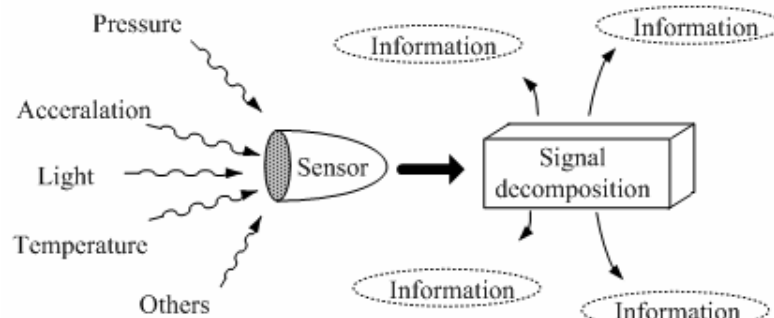 Pressure
Information
Information
Acceralation
Light
Sensor
Signal
decomposition
Temperature
Information
Others
Information